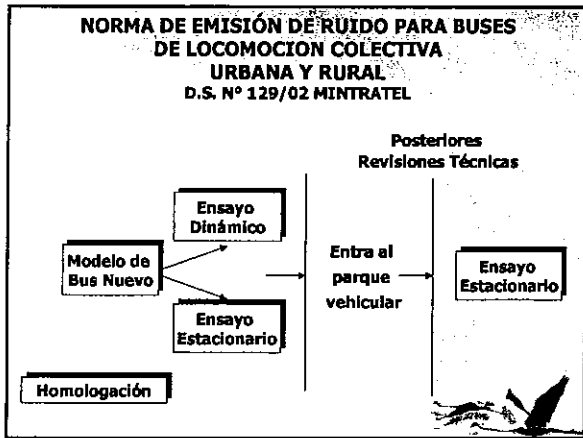 NORMA DE EMISIÓN DE RUIDO PARA BUSES
DE LOCOMOCION COLECTIVA
URBANA Y RURAL
D.S. Nº 129/02 MINTRATEL
Posteriores
Revisiones Técnicas
Ensayo
Dinámico
Modelo de
Bus Nuevo
Ensayo
Estacionario
Entra al
parque
vehicular
Ensayo
Estacionario
Homologación